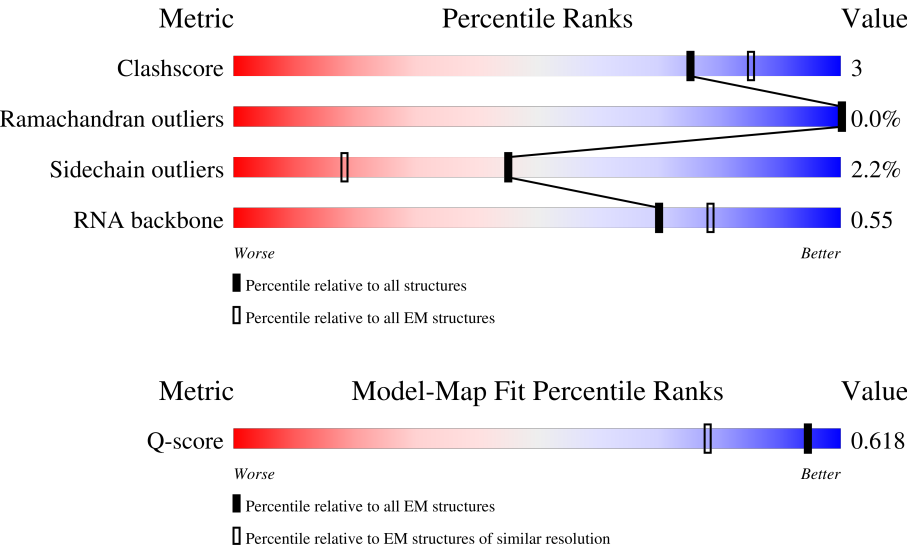 Metric Percentile Ranks Value
Clashscore 3
Ramachandran outliers 0.0%
Sidechain outliers 2.2%
RNA backbone 0.55
Worse Better
Percentile relative to all structures
Percentile relative to all EM structures
Metric Model-Map Fit Percentile Ranks Value
Q-score 0.618
Worse Better
Percentile relative to all EM structures
Percentile relative to EM structures of similar resolution